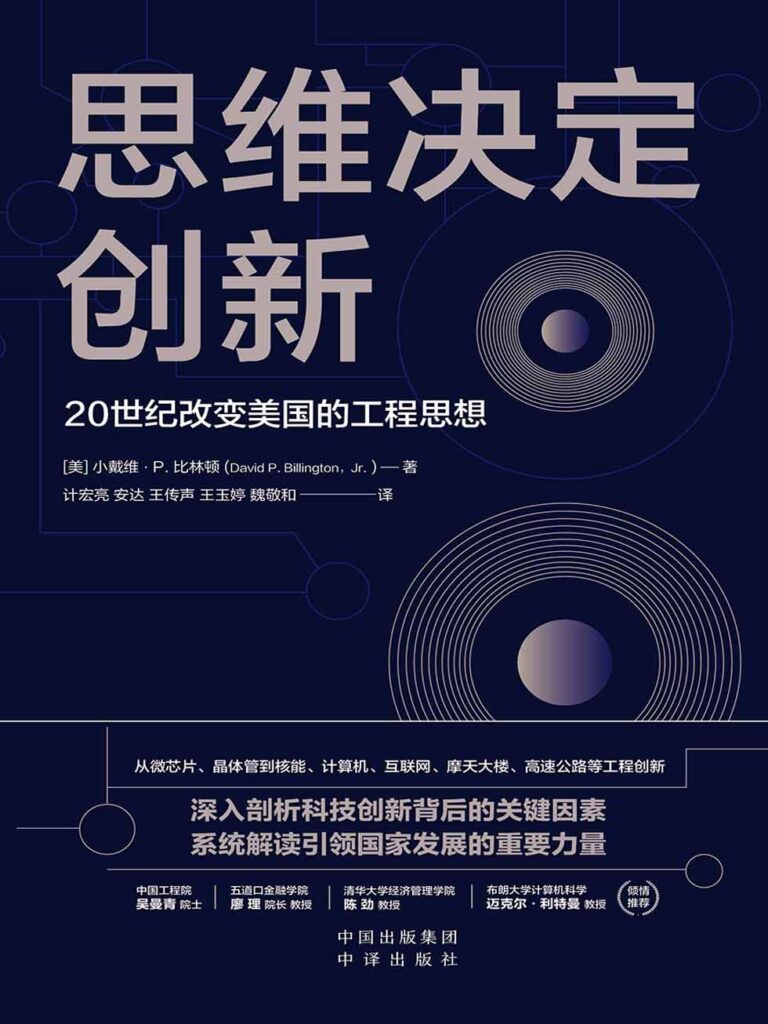 思维决定
创新
20世纪改变美国的工程思想
[美] 小戴维·P. 比林顿（David P. Billington，Jr.）— 著
计宏亮 安达 王传声 王玉婷 魏敬和 ———— 译
从微芯片、晶体管到核能、计算机、互联网、摩天大楼、高速公路等工程创新
深入剖析科技创新背后的关键因素
系统解读引领国家发展的重要力量
中国工程院 五道口金融学院 清华大学经济管理学院 布朗大学计算机科学 倾情
吴曼青 院士 廖 理 院长 教授 陈 劲 教授 迈克尔·利特曼 教授 推荐
中国出版集团
中译出版社